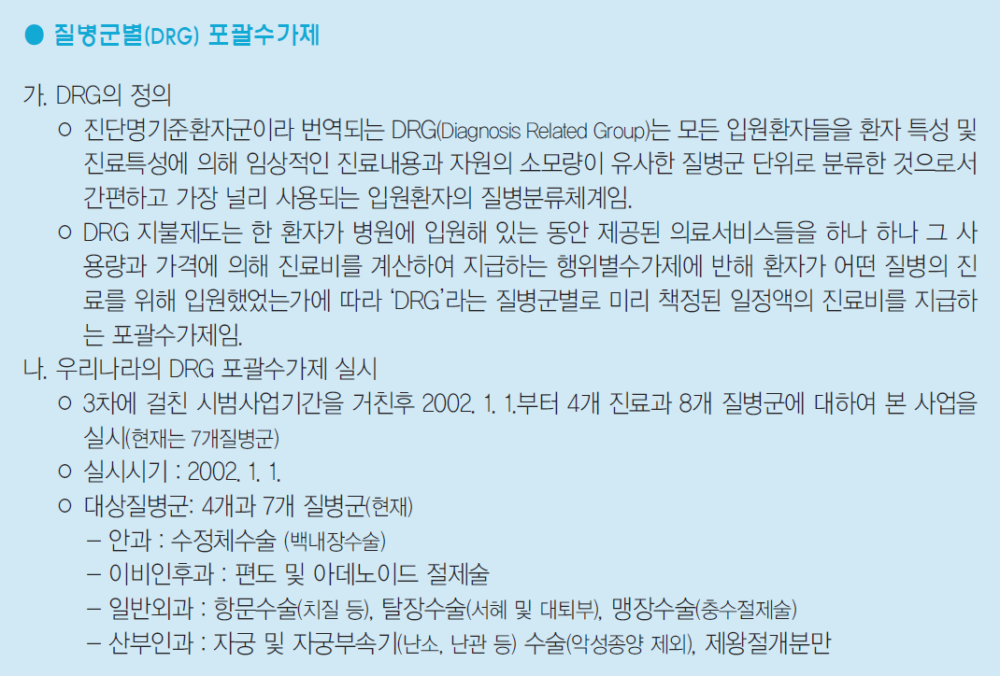 ● 질병군별(DRG) 포괄수가제
가. DRG의 정의
○ 진단명기준환자군이라 번역되는 DRG(Diagnosis Related Group)는 모든 입원환자들을 환자 특성 및
진료특성에 의해 임상적인 진료내용과 자원의 소모량이 유사한 질병군 단위로 분류한 것으로서
간편하고 가장 널리 사용되는 입원환자의 질병분류체계임.
○ DRG 지불제도는 한 환자가 병원에 입원해 있는 동안 제공된 의료서비스들을 하나 하나 그 사
용량과 가격에 의해 진료비를 계산하여 지급하는 행위별수가제에 반해 환자가 어떤 질병의 진
료를 위해 입원했었는가에 따라 ‘DRG’라는 질병군별로 미리 책정된 일정액의 진료비를 지급하
는 포괄수가제임.
나. 우리나라의 DRG 포괄수가제 실시
○ 3차에 걸친 시범사업기간을 거친후 2002. 1. 1.부터 4개 진료과 8개 질병군에 대하여 본 사업을
실시(현재는 7개질병군)
○ 실시시기 : 2002. 1. 1.
○ 대상질병군: 4개과 7개 질병군(현재)
- 안과 : 수정체수술 (백내장수술)
- 이비인후과 : 편도 및 아데노이드 절제술
- 일반외과 : 항문수술(치질 등), 탈장수술(서혜 및 대퇴부), 맹장수술(충수절제술)
- 산부인과 : 자궁 및 자궁부속기(난소, 난관 등) 수술(악성종양 제외), 제왕절개분만